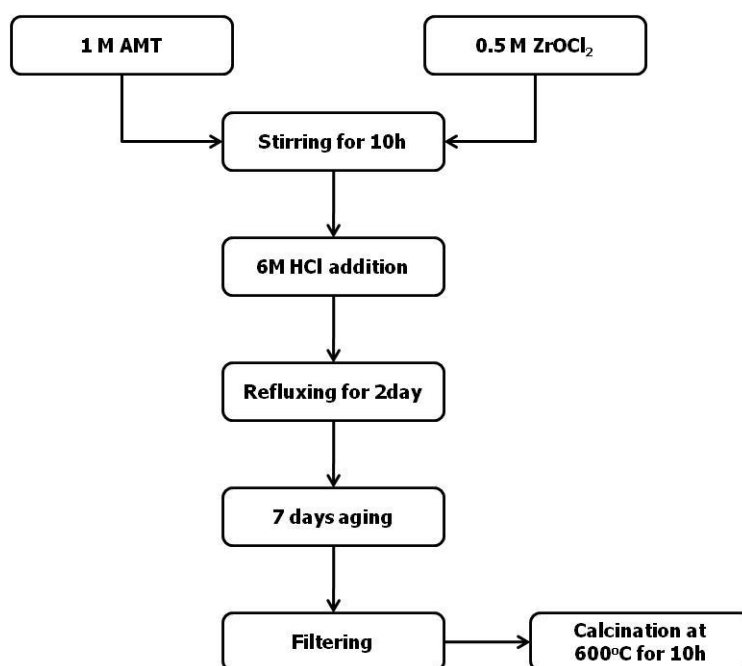 1 M AMT
0.5 M ZrOCl₂
Stirring for 10h
6M HCl addition
Refluxing for 2day
7 days aging
Filtering
Calcination at
600°C for 10h